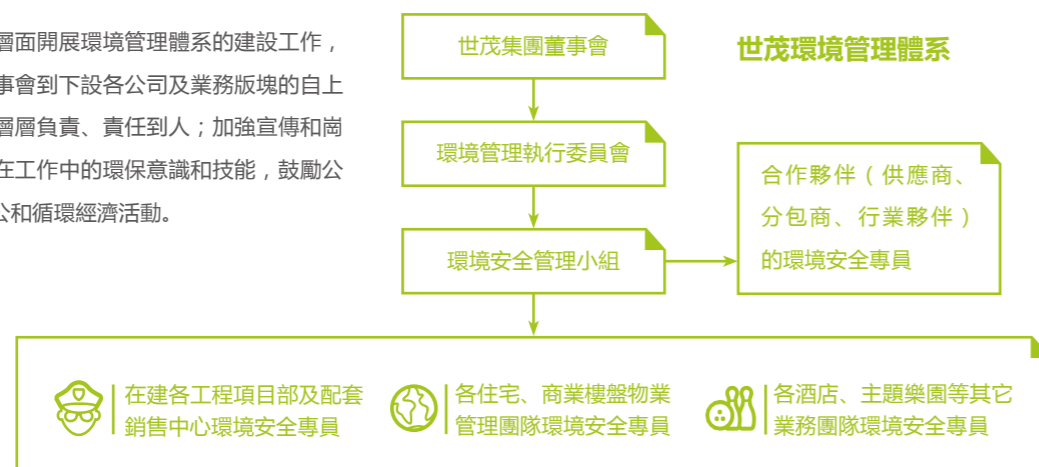 層面開展環境管理體系的建設工作，
事會到下設各公司及業務版塊的自上
層層負責、責任到人；加強宣傳和崗
在工作中的環保意識和技能，鼓勵公
公和循環經濟活動。
世茂環境管理體系
世茂集團董事會
環境管理執行委員會
環境安全管理小組
合作夥伴（供應商、
分包商、行業夥伴）
的環境安全專員
在建各工程項目部及配套
銷售中心環境安全專員
各住宅、商業樓盤物業
管理團隊環境安全專員
各酒店、主題樂園等其它
業務團隊環境安全專員